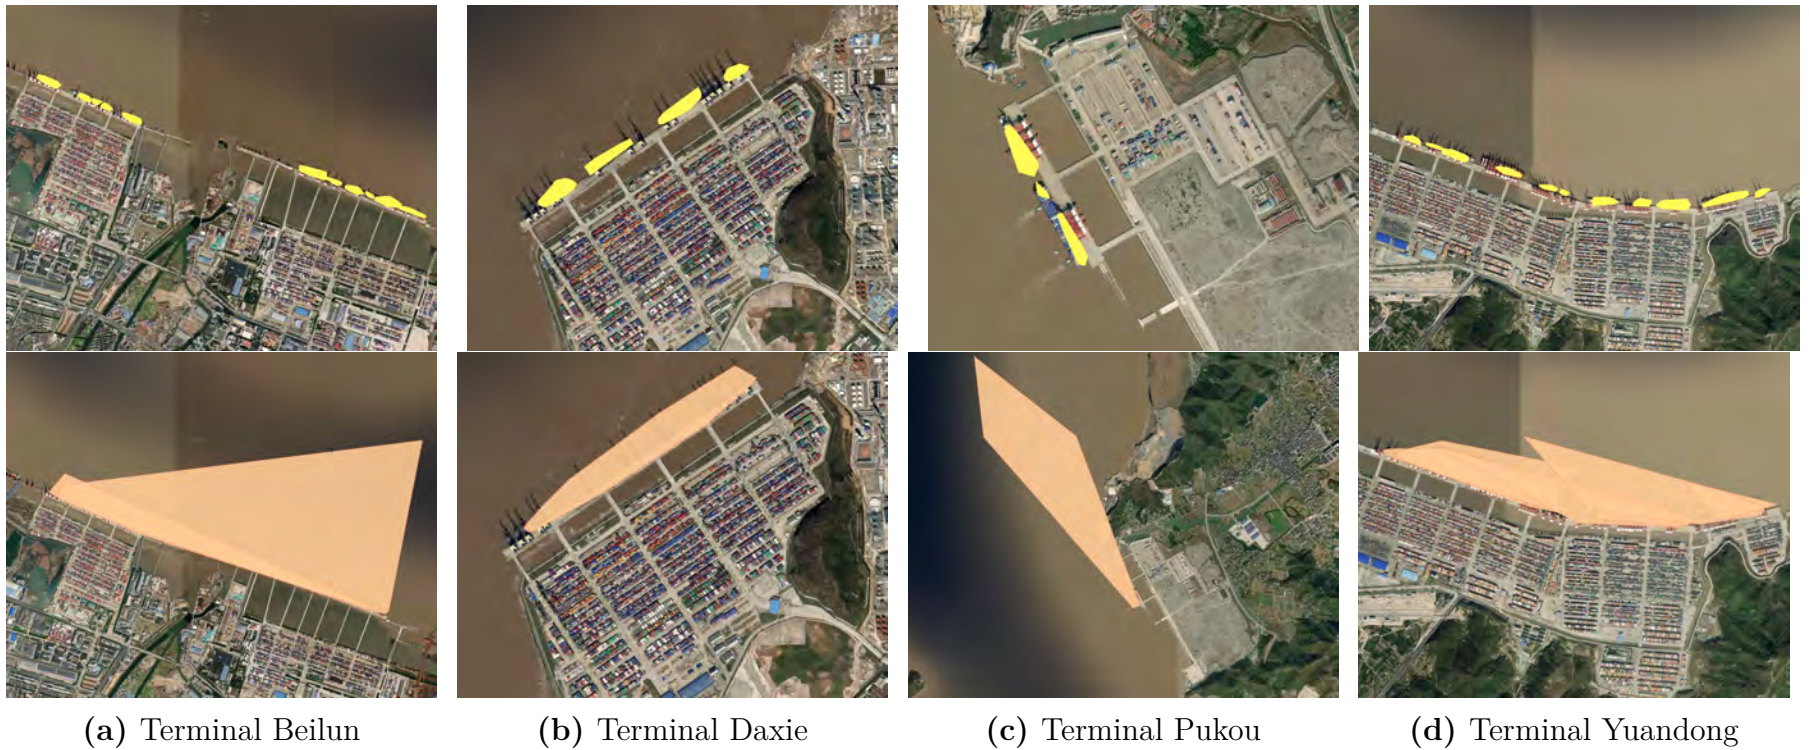 (a) Terminal Beilun
(b) Terminal Daxie
(c) Terminal Pukou
(d) Terminal Yuandong